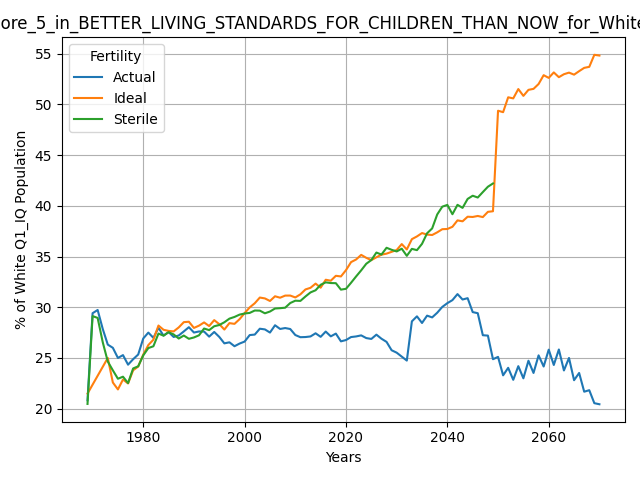 ore_5_in_BETTER_LIVING_STANDARDS_FOR_CHILDREN_THAN_NOW_for_White
Fertility
Actual
Ideal
Sterile
% of White Q1_IQ Population
55
50
45
40
35
30
25
20
1980
2000
2020
2040
2060
Years